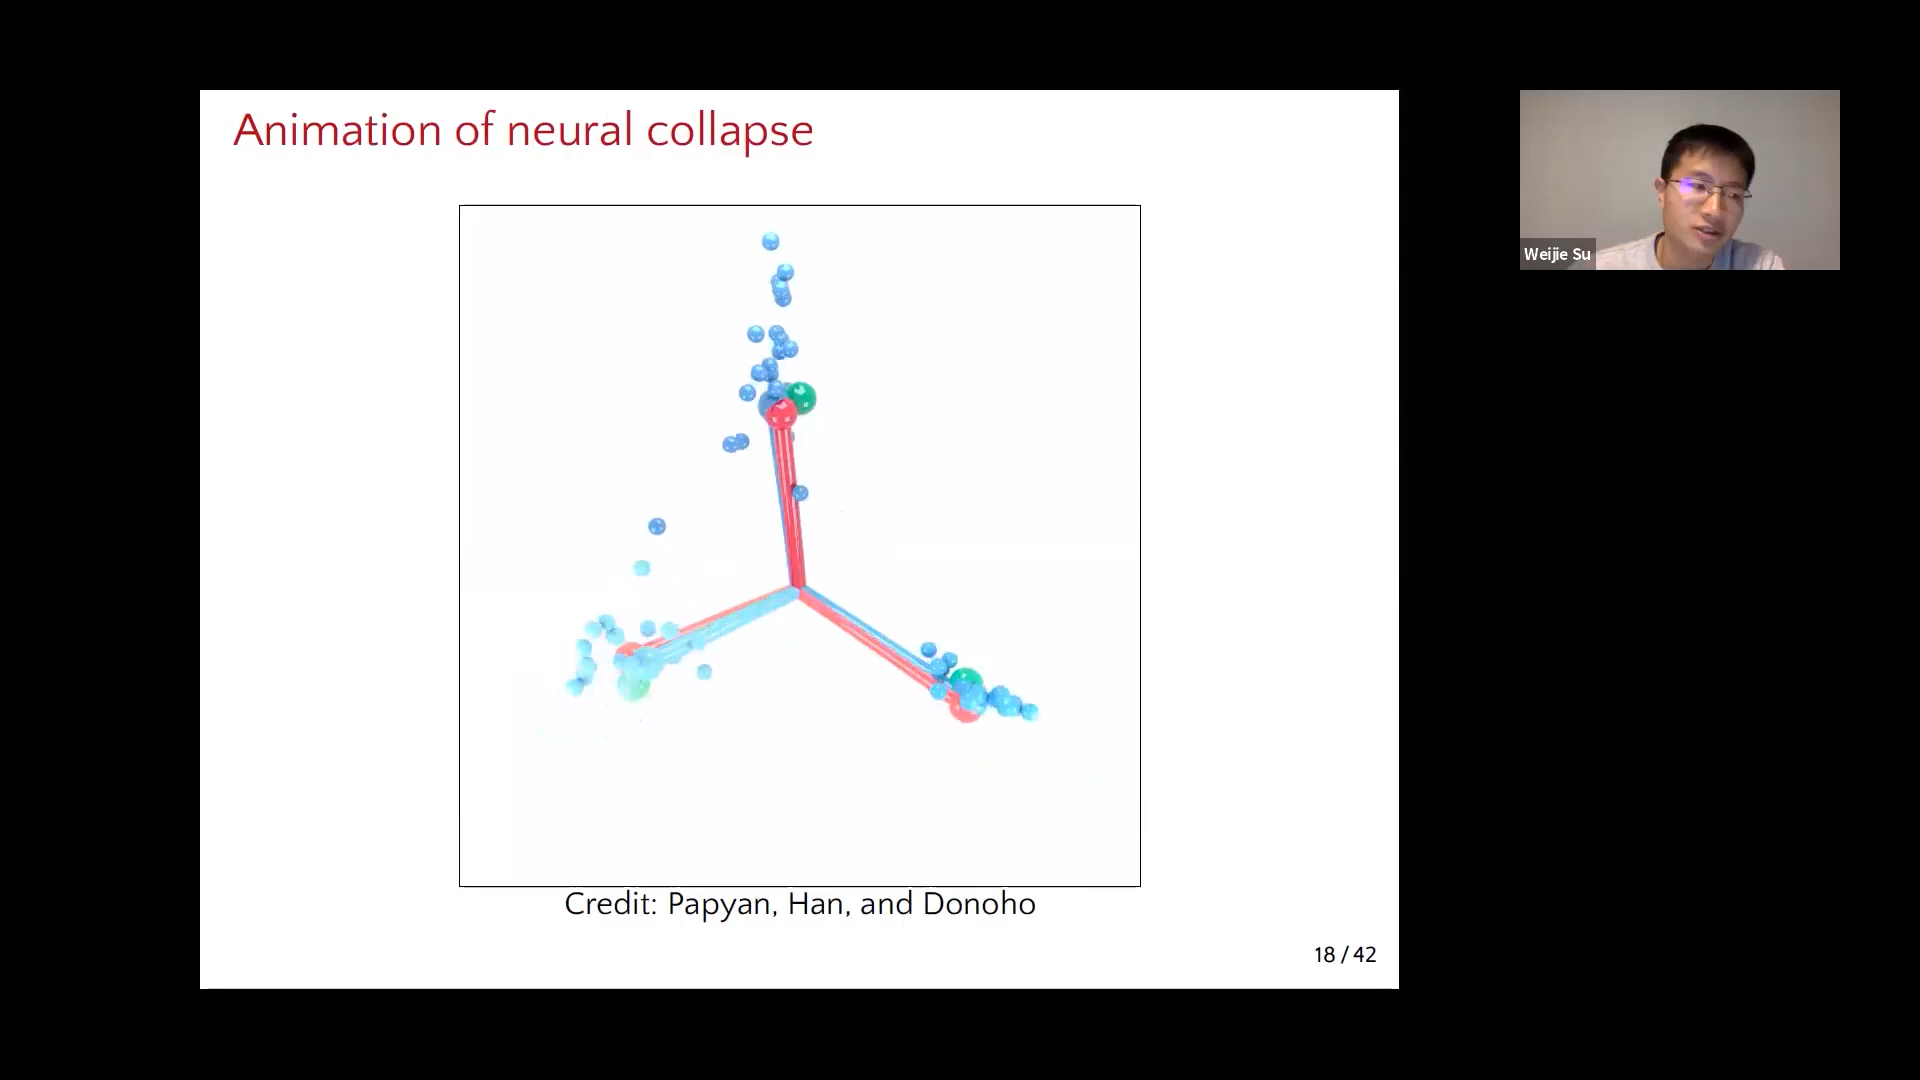 Animation of neural collapse
Weijie Su
Credit: Papyan, Han, and Donoho
18 / 42